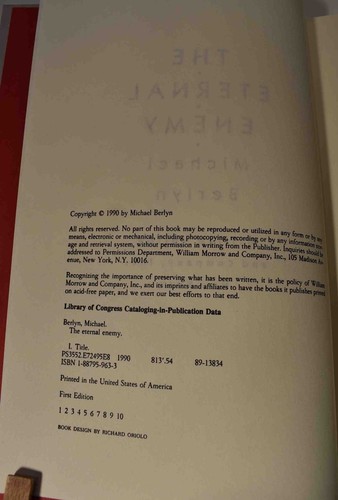 THE
ETERNAL
ENEMY
Michael
Berlyn
Copyright © 1990 by Michael Berlyn
All rights reserved. No part of this book may be reproduced or utilized in any form or by any
means, electronic or mechanical, including photocopying, recording or by any information stor-
age and retrieval system, without permission in writing from the Publisher. Inquiries should be
addressed to Permissions Department, William Morrow and Company, Inc., 105 Madison Av-
enue, New York, N.Y. 10016.
Recognizing the importance of preserving what has been written, it is the policy of William
Morrow and Company, Inc., and its imprints and affiliates to have the books it publishes printed
on acid-free paper, and we exert our best efforts to that end.
Library of Congress Cataloging-in-Publication Data
Berlyn, Michael.
The eternal enemy.
I. Title.
PS3552.E72495E8 1990 813'.54 89-13834
ISBN 1-88795-963-3
Printed in the United States of America
First Edition
1 2 3 4 5 6 7 8 9 10
BOOK DESIGN BY RICHARD ORIOLO